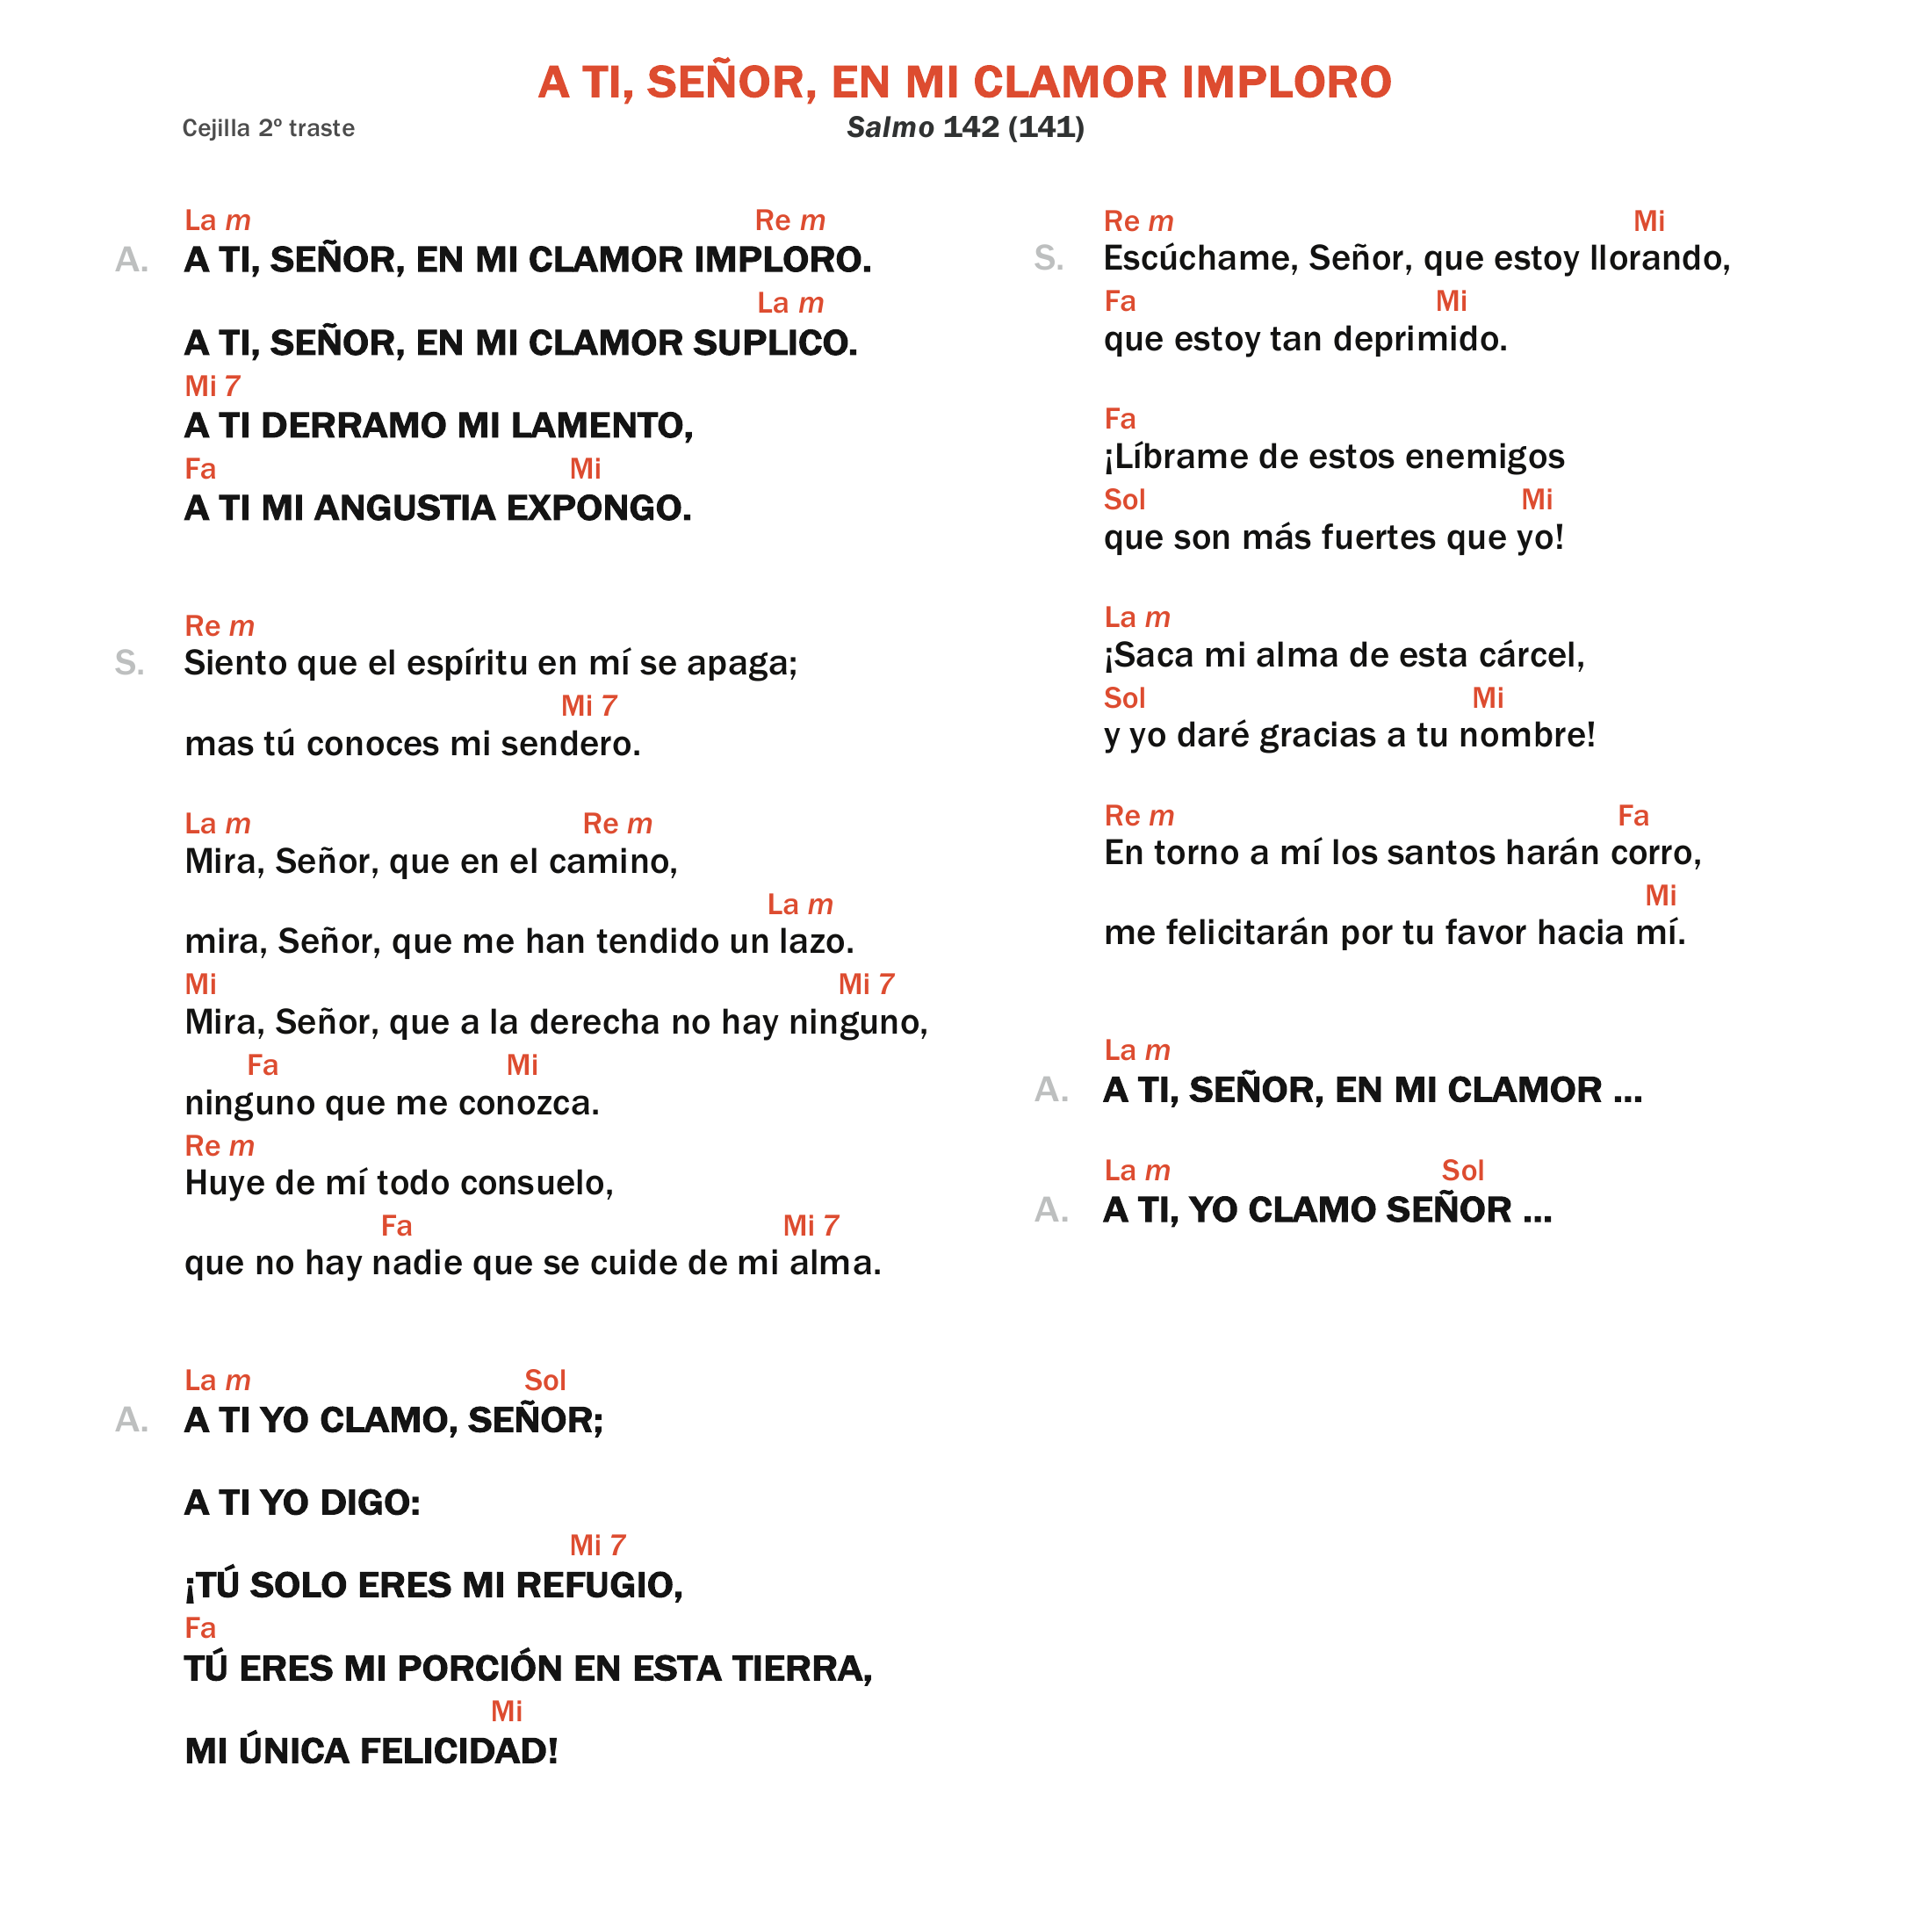 A TI, SEÑOR, EN MI CLAMOR IMPLORO
Cejilla 2º traste
Salmo 142 (141)
La m Re m
A. A TI, SEÑOR, EN MI CLAMOR IMPLORO.
La m
A TI, SEÑOR, EN MI CLAMOR SUPLICO.
Mi 7
A TI DERRAMO MI LAMENTO,
Fa Mi
A TI MI ANGUSTIA EXPONGO.
Re m
S. Siento que el espíritu en mí se apaga;
Mi 7
mas tú conoces mi sendero.
La m Re m
Mira, Señor, que en el camino,
La m
mira, Señor, que me han tendido un lazo.
Mi Mi 7
Mira, Señor, que a la derecha no hay ninguno,
Fa Mi
ninguno que me conozca.
Re m
Huye de mí todo consuelo,
Fa Mi 7
que no hay nadie que se cuide de mi alma.
La m Sol
A. A TI YO CLAMO, SEÑOR;
A TI YO DIGO:
Mi 7
¡TÚ SOLO ERES MI REFUGIO,
Fa
TÚ ERES MI PORCIÓN EN ESTA TIERRA,
Mi
MI ÚNICA FELICIDAD!
Re m Mi
S. Escúchame, Señor, que estoy llorando,
Fa Mi
que estoy tan deprimido.
Fa
¡Líbrame de estos enemigos
Sol Mi
que son más fuertes que yo!
La m
¡Saca mi alma de esta cárcel,
Sol Mi
y yo daré gracias a tu nombre!
Re m Fa
En torno a mí los santos harán corro,
Mi
me felicitarán por tu favor hacia mí.
La m
A. A TI, SEÑOR, EN MI CLAMOR ...
La m Sol
A. A TI, YO CLAMO SEÑOR ...